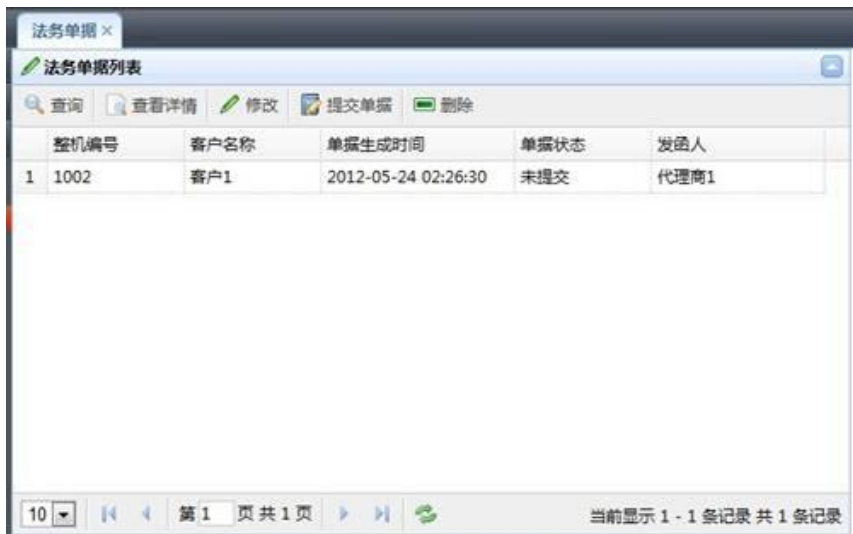 法务单据 ×
法务单据列表
查询 查看详情 修改 提交单据 删除
整机编号 客户名称 单据生成时间 单据状态 发函人
1 1002 客户1 2012-05-24 02:26:30 未提交 代理商1
10 第 1 页 共 1 页 当前显示 1 - 1 条记录 共 1 条记录